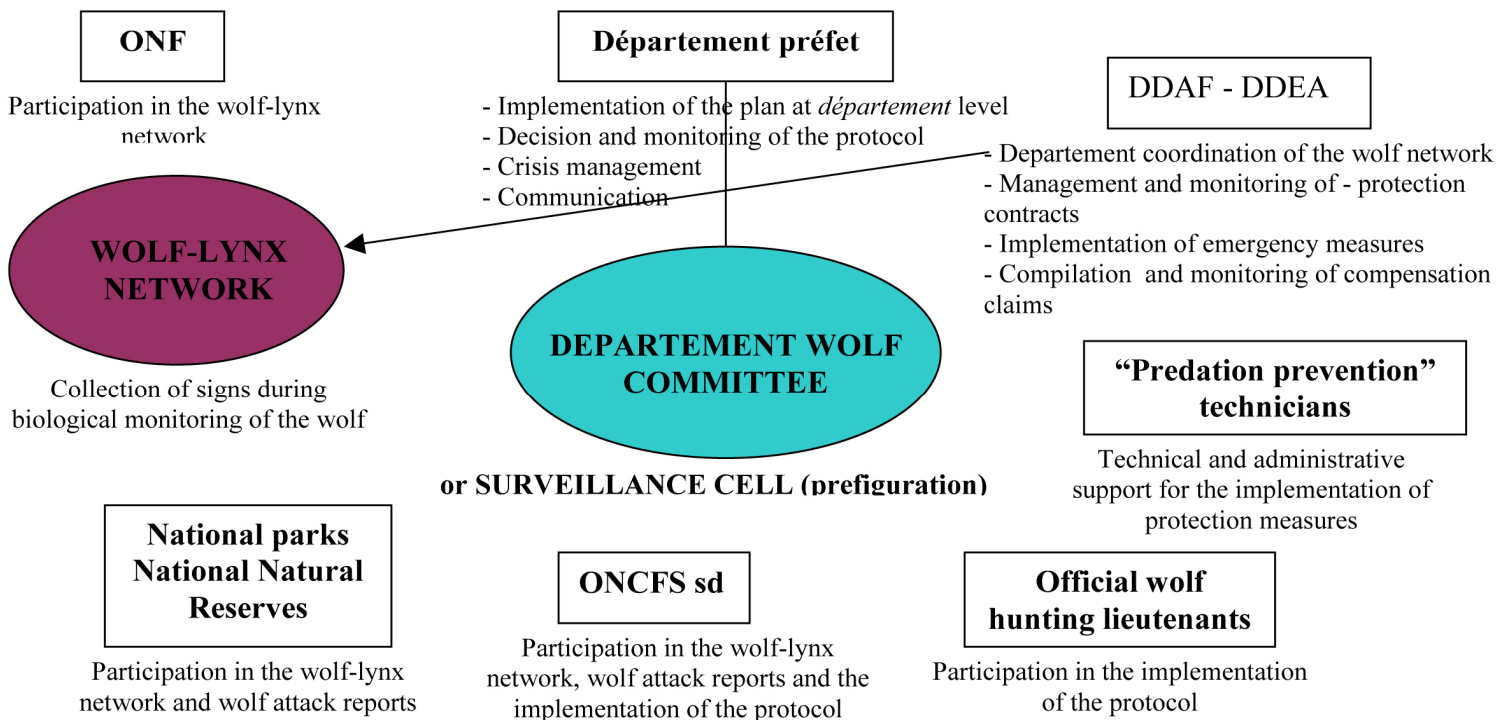 ONF
Participation in the wolf-lynx
network
Département préfet
- Implementation of the plan at département level
- Decision and monitoring of the protocol
- Crisis management
- Communication
DDAF - DDEA
- Departement coordination of the wolf network
- Management and monitoring of - protection
contracts
- Implementation of emergency measures
- Compilation and monitoring of compensation
claims
WOLF-LYNX
NETWORK
Collection of signs during
biological monitoring of the wolf
DEPARTEMENT WOLF
COMMITTEE
or SURVEILLANCE CELL (prefiguration)
“Predation prevention”
technicians
Technical and administrative
support for the implementation of
protection measures
National parks
National Natural
Reserves
Participation in the wolf-lynx
network and wolf attack reports
ONCFS sd
Participation in the wolf-lynx
network, wolf attack reports and the
implementation of the protocol
Official wolf
hunting lieutenants
Participation in the implementation
of the protocol